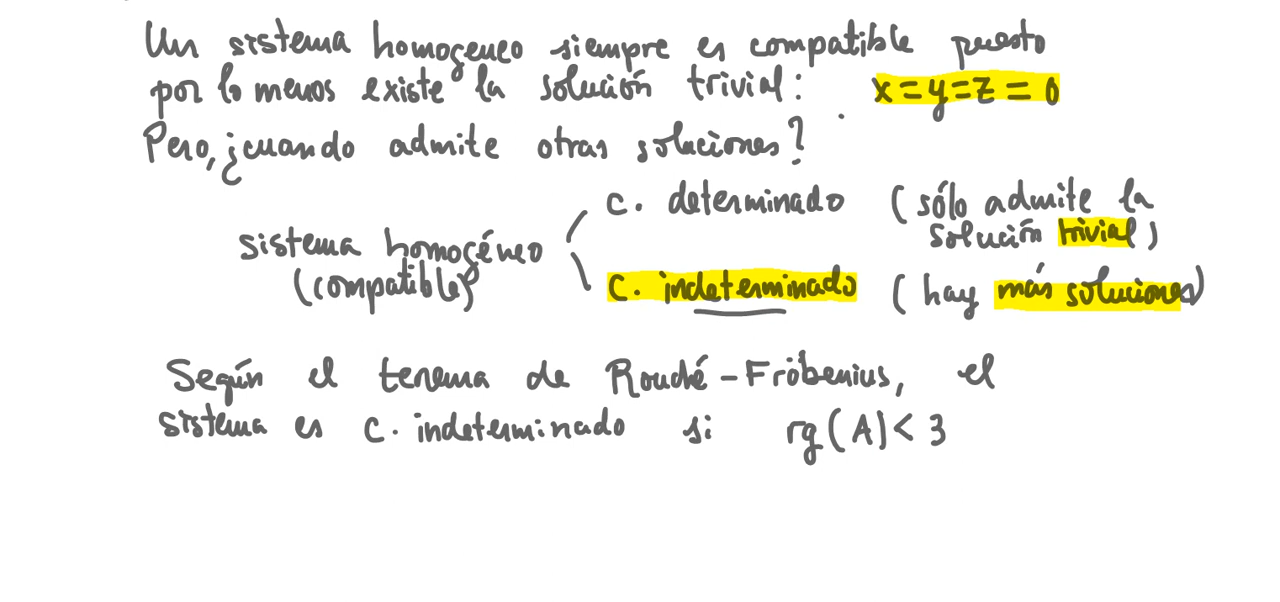 Un sistema homogeneo siempre es compatible puesto
por lo menos existe la solución trivial: x=y=z=0
Pero, ¿cuando admite otras soluciones?
c. determinado (sólo admite la
solución trivial)
sistema homogéneo
(compatible)
c. indeterminado (hay más soluciones)
Según el teorema de Rouché-Fröbenius, el
sistema es c. indeterminado si rg(A)<3